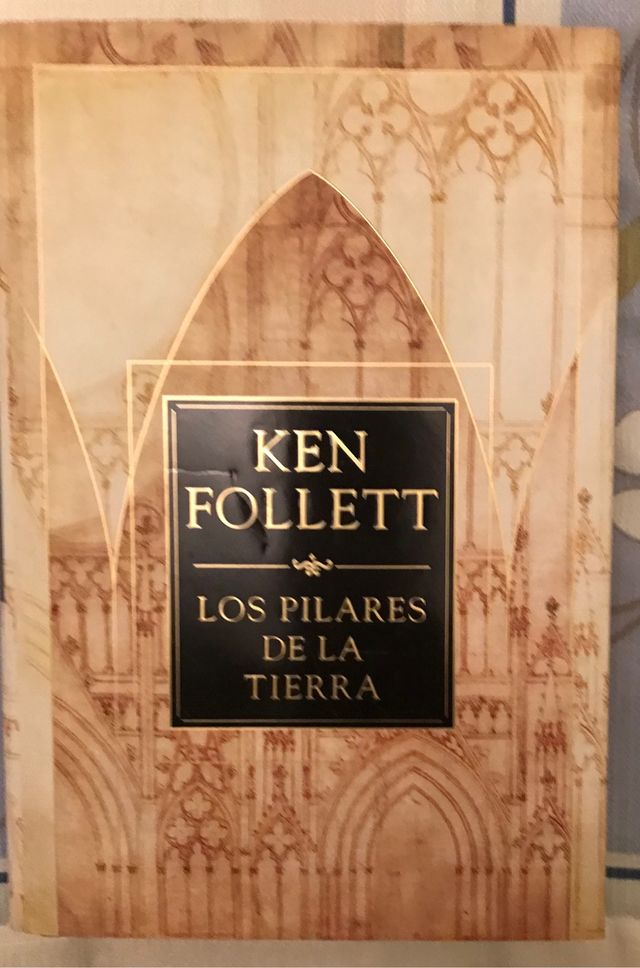 KEN
FOLLETT
LOS PILARES
DE LA
TIERRA